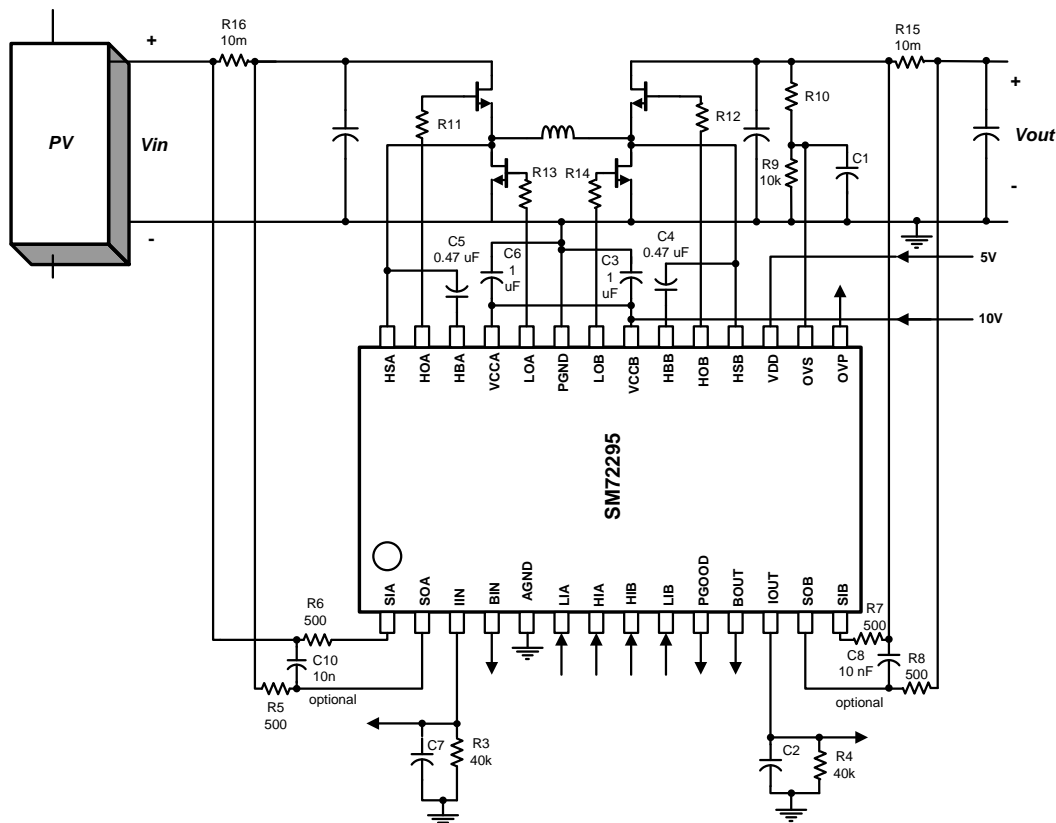 R16
10m
R15
10m
+
+
PV
Vin
R11
R12
R10
R13
R14
R9
10k
C1
Vout
-
-
C5
0.47 uF
C6
1
uF
C3
1
uF
C4
0.47 uF
5V
10V
HSA
HOA
HBA
VCCA
LOA
PGND
LOB
VCCB
HBB
HOB
HSB
VDD
OVS
OVP
SM72295
SIA
SOA
IIN
BIN
AGND
LIA
HIA
HIB
LIB
PGOOD
BOUT
IOUT
SOB
SIB
R6
500
C10
10n
R5
500
optional
R7
500
C8
10 nF
R8
500
optional
C7
R3
40k
C2
R4
40k